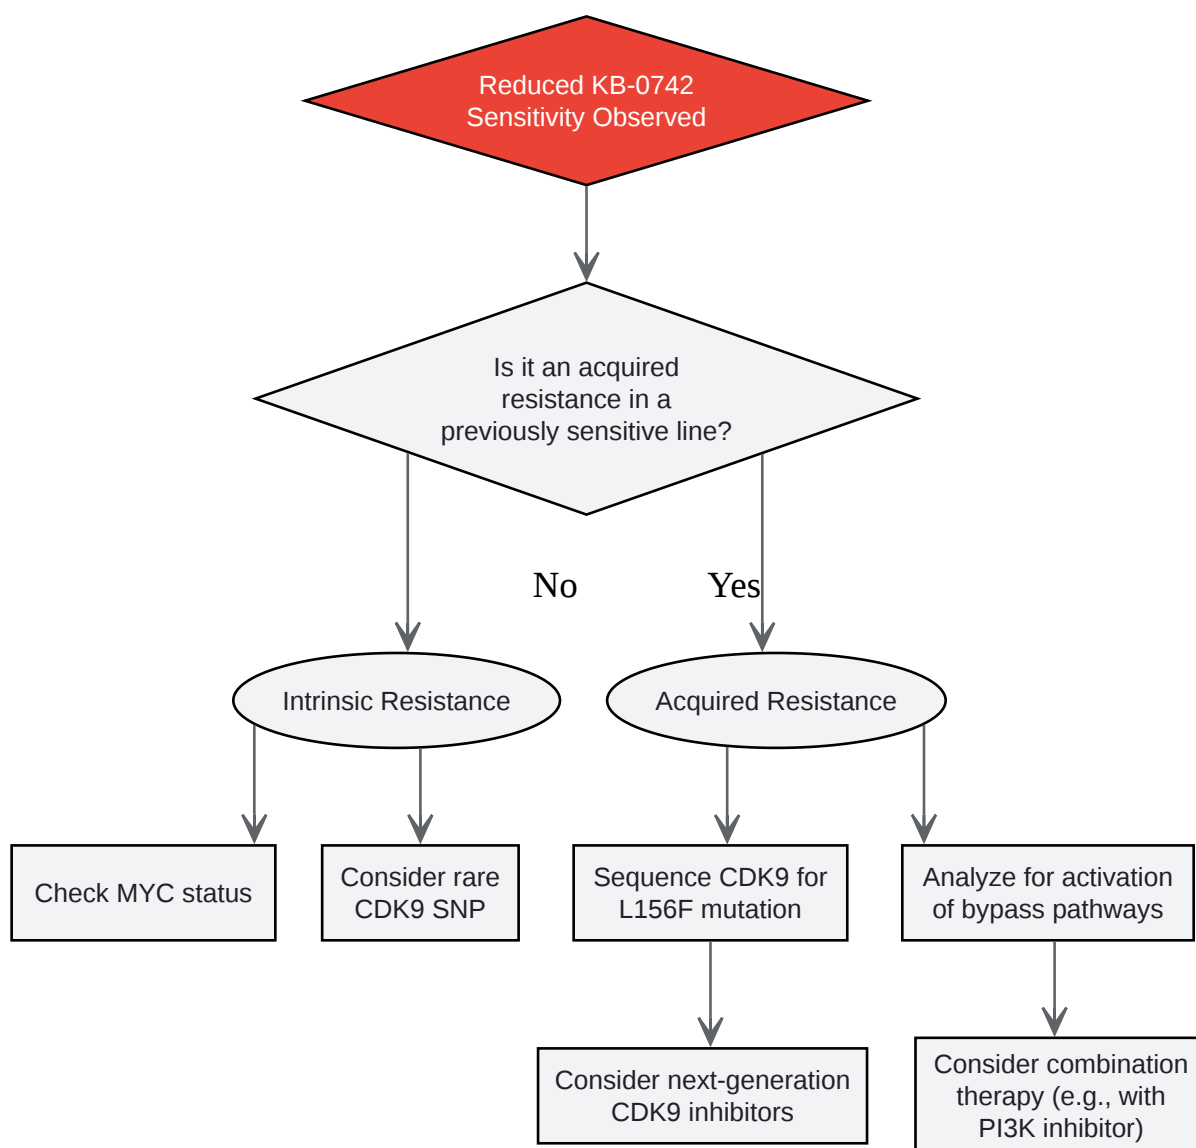 Reduced KB-0742
Sensitivity Observed
Is it an acquired
resistance in a
previously sensitive line?
No
Yes
Intrinsic Resistance
Acquired Resistance
Check MYC status
Consider rare
CDK9 SNP
Sequence CDK9 for
L156F mutation
Analyze for activation
of bypass pathways
Consider next-generation
CDK9 inhibitors
Consider combination
therapy (e.g., with
PI3K inhibitor)